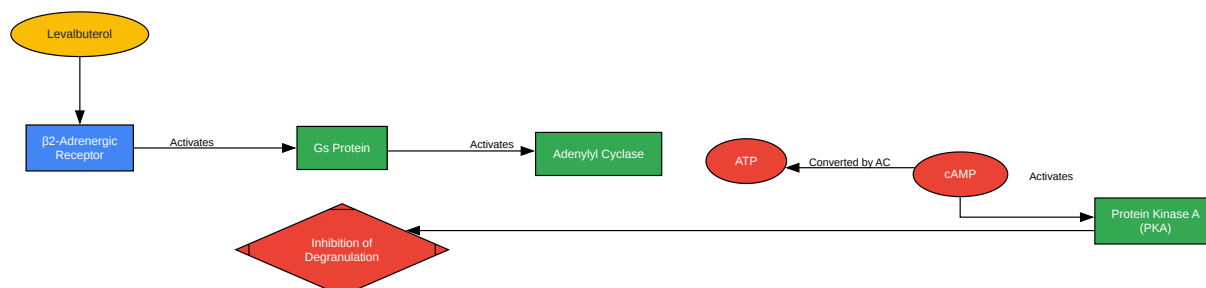 Levalbuterol
β2-Adrenergic
Receptor
Activates
Gs Protein
Activates
Adenylyl Cyclase
ATP
Converted by AC
cAMP
Activates
Protein Kinase A
(PKA)
Inhibition of
Degranulation